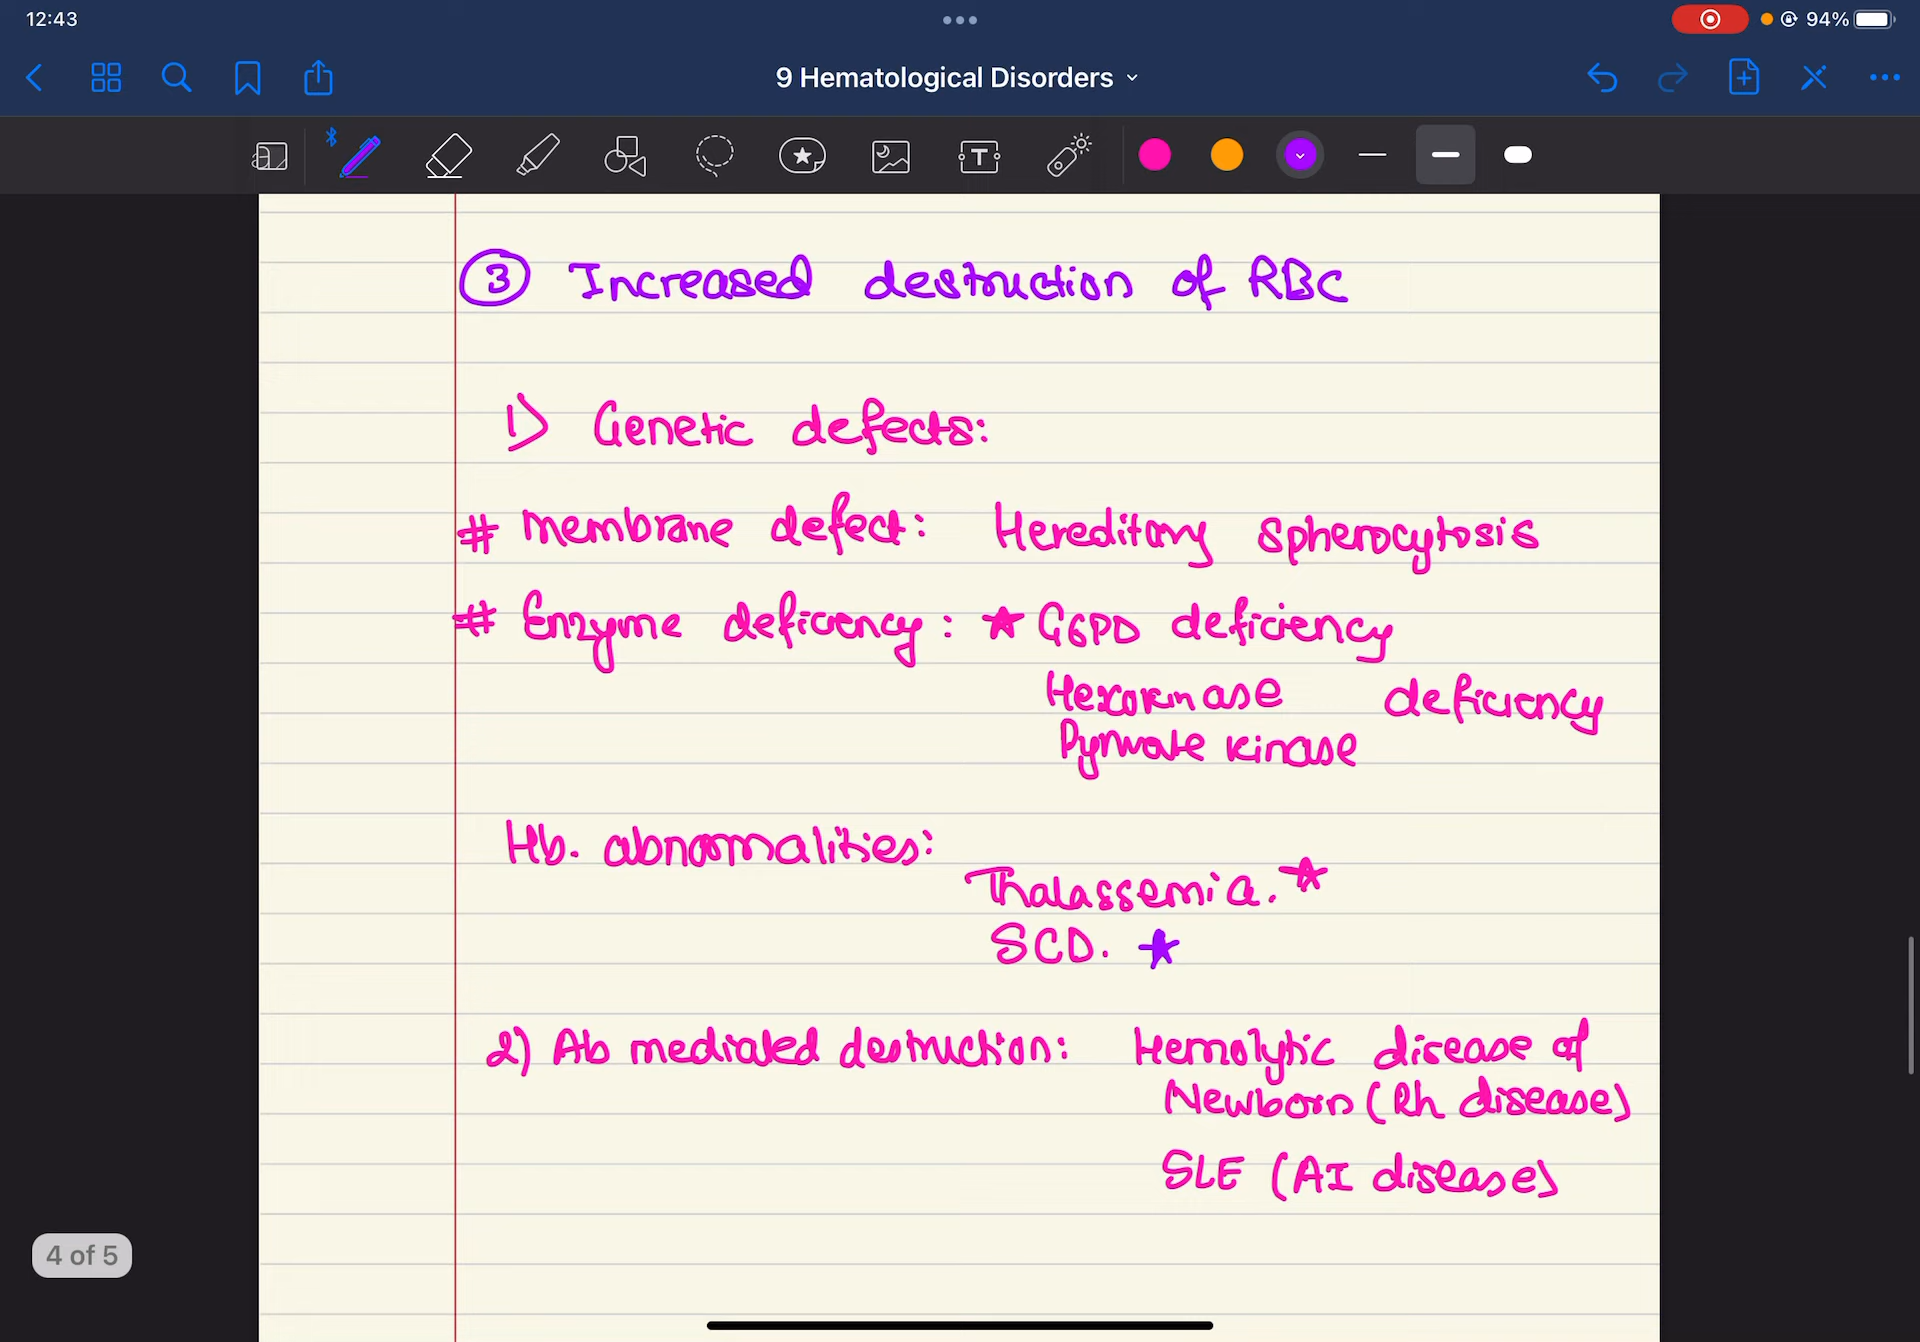 12:43
94%
9 Hematological Disorders
3 Increased destruction of RBC
1) Genetic defects:
# Membrane defect: Hereditary Spherocytosis
# Enzyme deficiency: ★ G6PD deficiency
Hexokinase deficiency
Pyruvate kinase
Hb. abnormalities:
Thalassemia. ★
SCD. ★
2) Ab mediated destruction: Hemolytic disease of
Newborn (Rh disease)
SLE (AI disease)
4 of 5